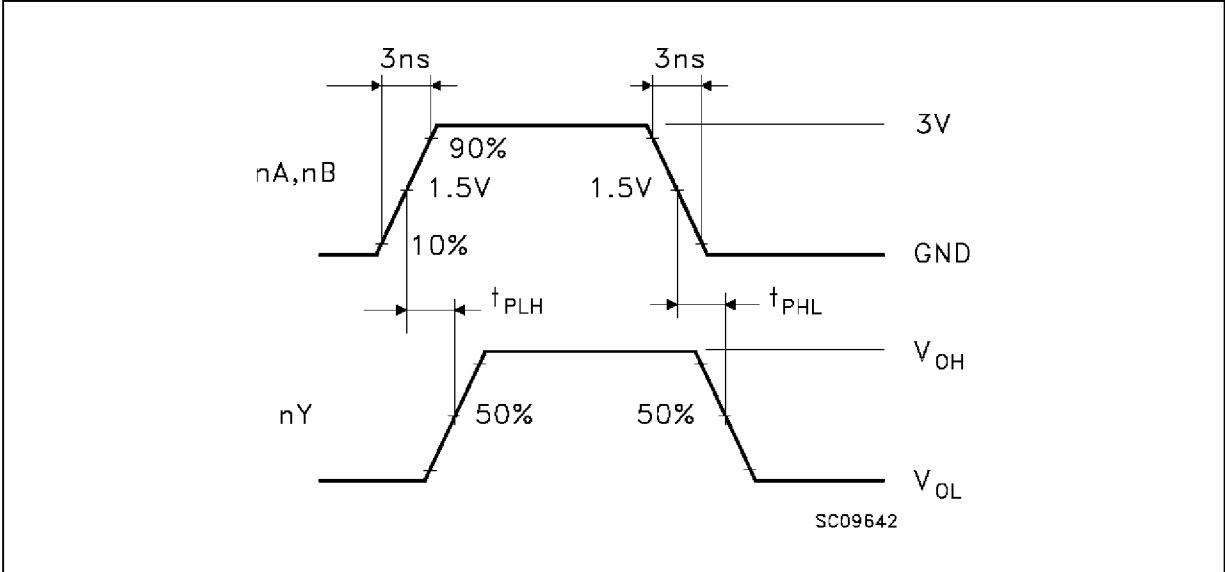 3ns 3ns
3V
90%
nA,nB
1.5V 1.5V
10%
GND
tPLH tPHL
VOH
nY 50% 50%
VOL
SC09642